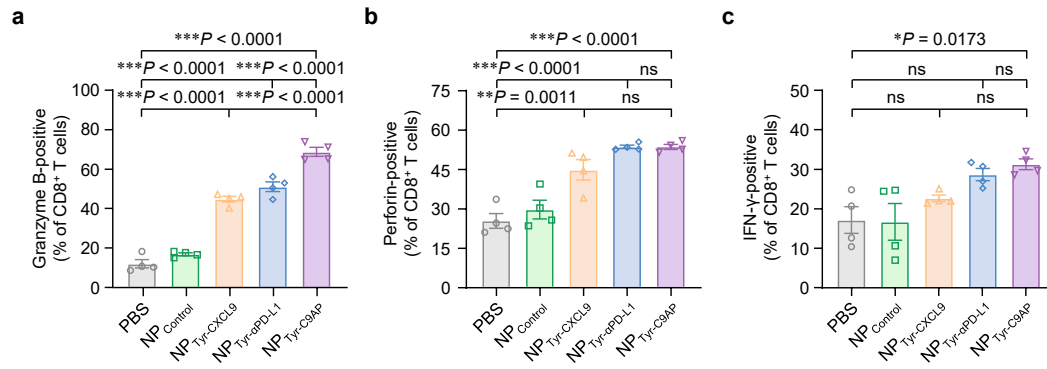 a
***P < 0.0001
***P < 0.0001 ***P < 0.0001
***P < 0.0001 ***P < 0.0001
Granzyme B-positive
(% of CD8⁺ T cells)
100
80
60
40
20
0
PBS
NP Control
NP Tyr-CXCL9
NP Tyr-αPD-L1
NP Tyr-C9AP
b
***P < 0.0001
***P < 0.0001 ns
**P = 0.0011 ns
Perforin-positive
(% of CD8⁺ T cells)
75
60
45
30
15
0
PBS
NP Control
NP Tyr-CXCL9
NP Tyr-αPD-L1
NP Tyr-C9AP
c
*P = 0.0173
ns ns
ns ns
IFN-γ-positive
(% of CD8⁺ T cells)
50
40
30
20
10
0
PBS
NP Control
NP Tyr-CXCL9
NP Tyr-αPD-L1
NP Tyr-C9AP